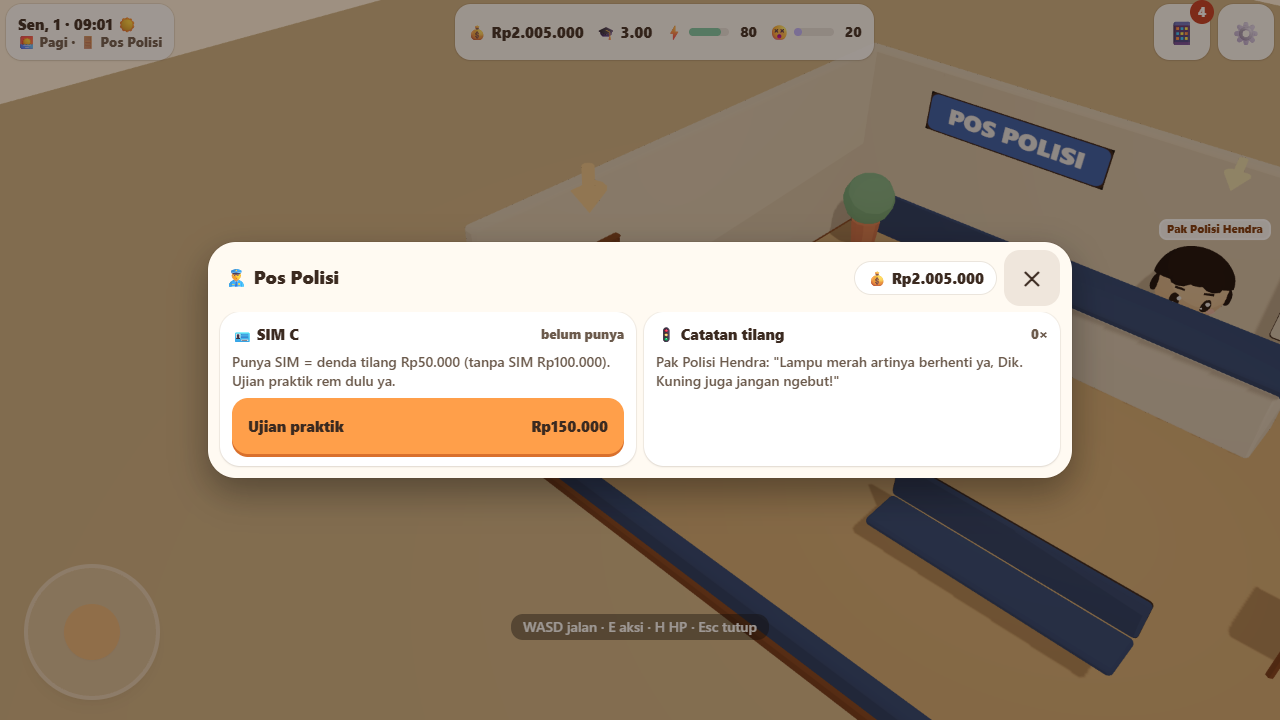 Sen, 1 · 09:01
Pagi · Pos Polisi
Rp2.005.000
3.00
80
20
4
POS POLISI
Pak Polisi Hendra
Pos Polisi
Rp2.005.000
SIM C
belum punya
Punya SIM = denda tilang Rp50.000 (tanpa SIM Rp100.000).
Ujian praktik rem dulu ya.
Ujian praktik
Rp150.000
Catatan tilang
0×
Pak Polisi Hendra: "Lampu merah artinya berhenti ya, Dik.
Kuning juga jangan ngebut!"
WASD jalan · E aksi · H HP · Esc tutup